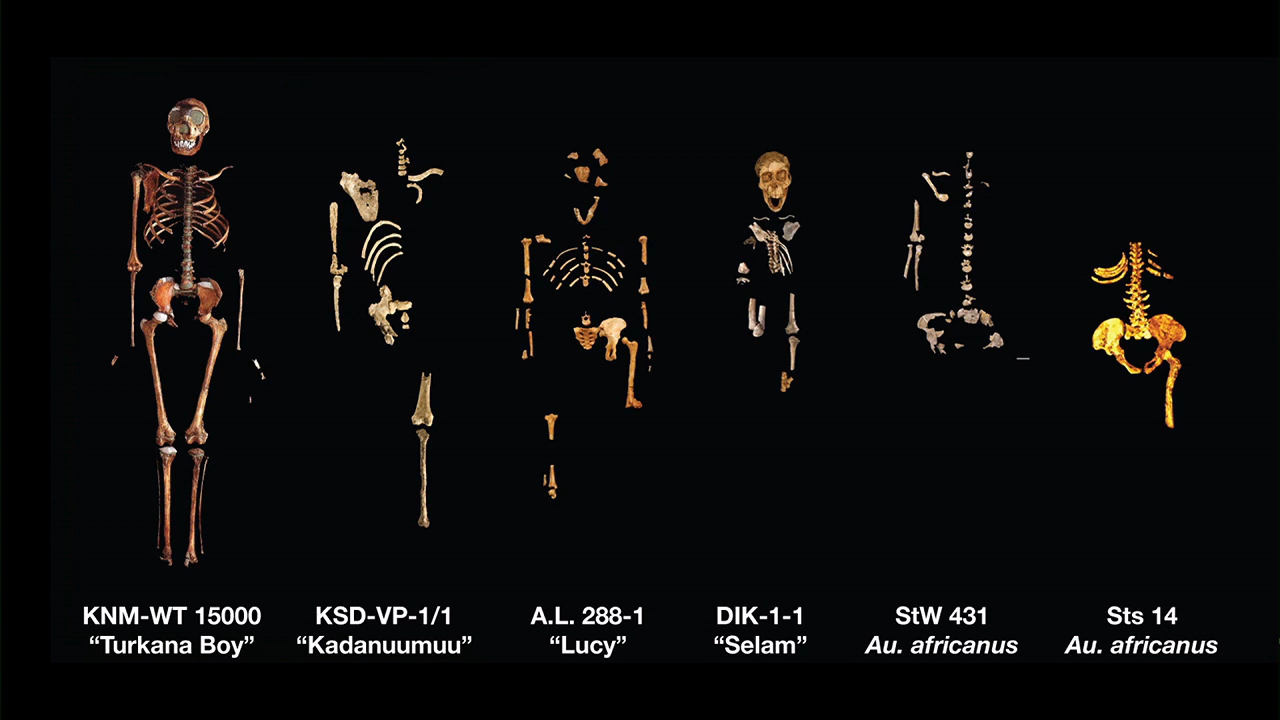 KNM-WT 15000
“Turkana Boy”
KSD-VP-1/1
“Kadanuumuu”
A.L. 288-1
“Lucy”
DIK-1-1
“Selam”
StW 431
Au. africanus
Sts 14
Au. africanus